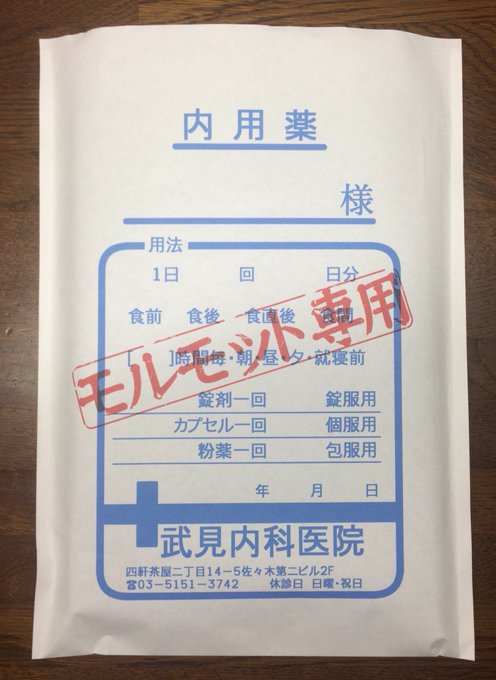 内用薬
様
用法
1日 回 日分
食前 食後 食直後 食間
モルモット専用
[ ]時間毎・朝・昼・夕・就寝前
錠剤一回 錠服用
カプセル一回 個服用
粉薬一回 包服用
年 月 日
武見内科医院
四軒茶屋二丁目14-5佐々木第二ビル2F
☎03-5151-3742 休診日 日曜・祝日